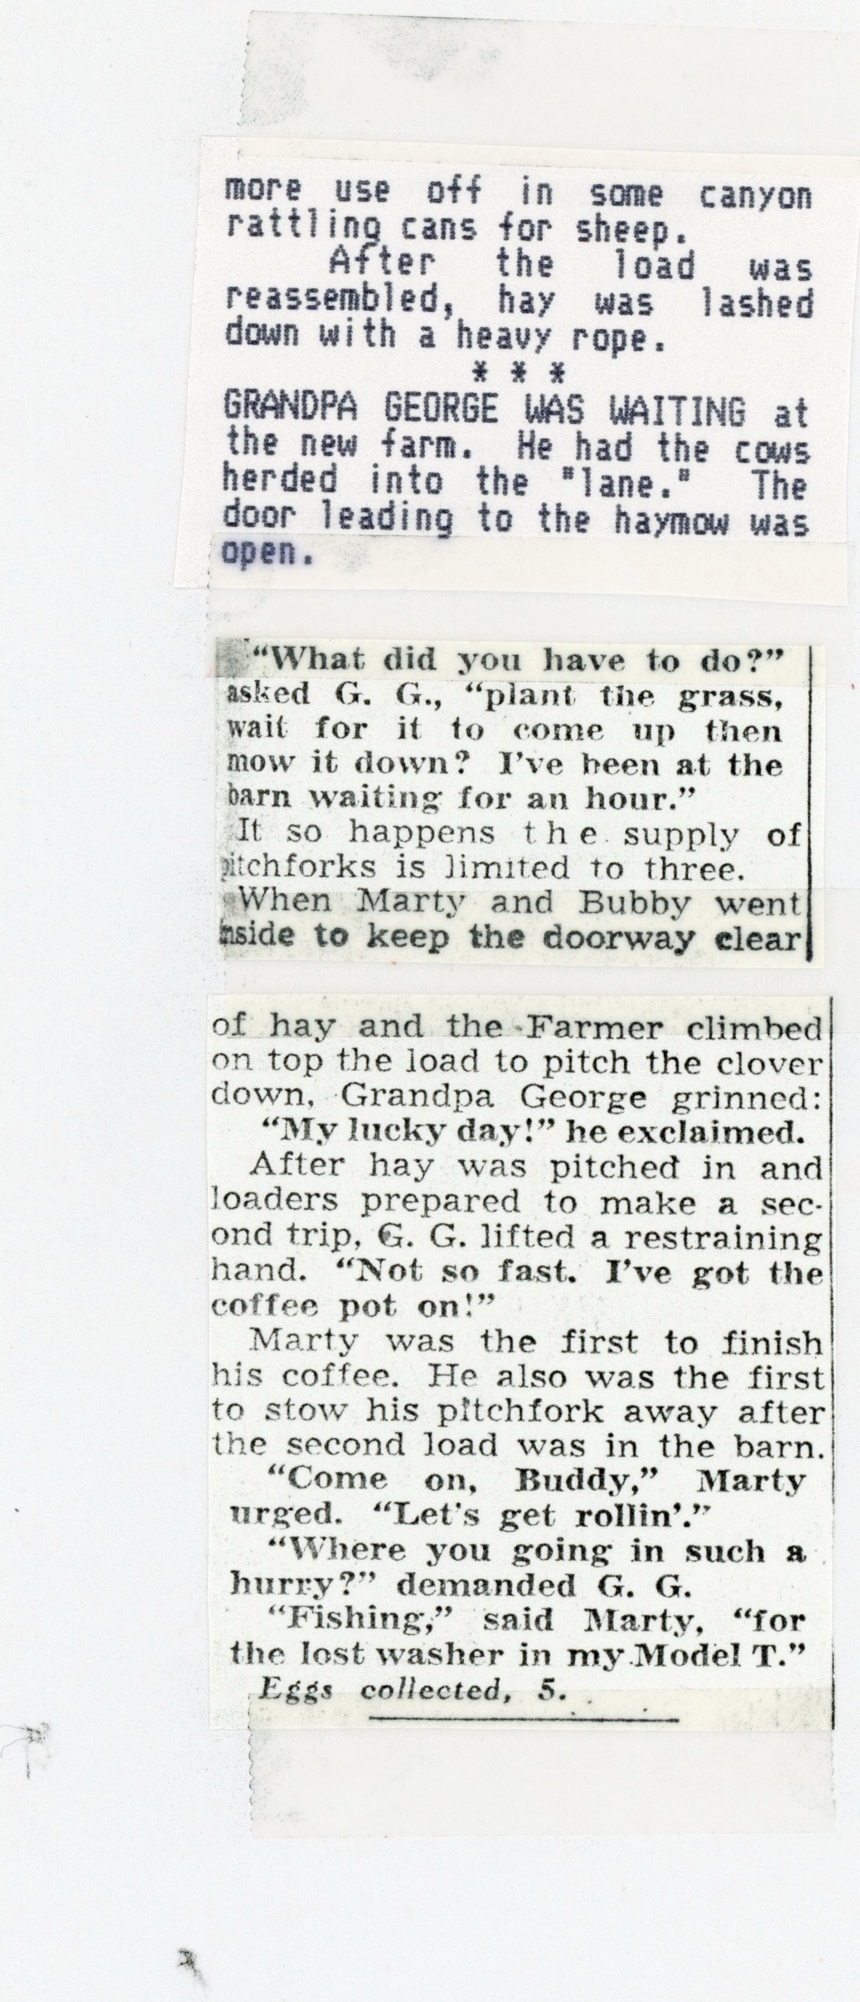 more use off in some canyon
rattling cans for sheep.
After the load was
reassembled, hay was lashed
down with a heavy rope.
* * *
GRANDPA GEORGE WAS WAITING at
the new farm. He had the cows
herded into the "lane." The
door leading to the haymow was
open.
“What did you have to do?”
asked G. G., “plant the grass,
wait for it to come up then
mow it down? I’ve been at the
barn waiting for an hour.”
It so happens the supply of
pitchforks is limited to three.
When Marty and Bubby went
inside to keep the doorway clear
of hay and the Farmer climbed
on top the load to pitch the clover
down, Grandpa George grinned:
“My lucky day!” he exclaimed.
After hay was pitched in and
loaders prepared to make a sec-
ond trip, G. G. lifted a restraining
hand. “Not so fast. I’ve got the
coffee pot on!”
Marty was the first to finish
his coffee. He also was the first
to stow his pitchfork away after
the second load was in the barn.
“Come on, Buddy,” Marty
urged. “Let’s get rollin’.”
“Where you going in such a
hurry?” demanded G. G.
“Fishing,” said Marty, “for
the lost washer in my Model T.”
Eggs collected, 5.